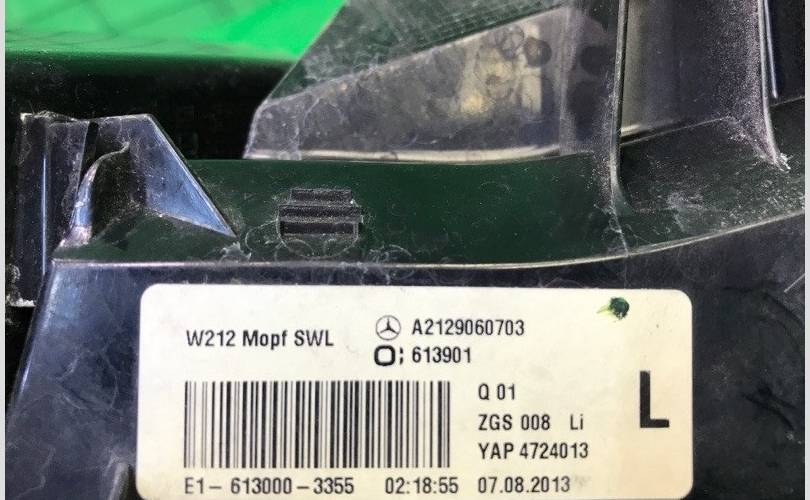 W212 Mopf SWL A2129060703
613901
Q 01
ZGS 008 Li
YAP 4724013
L
E1-613000-3355 02:18:55 07.08.2013